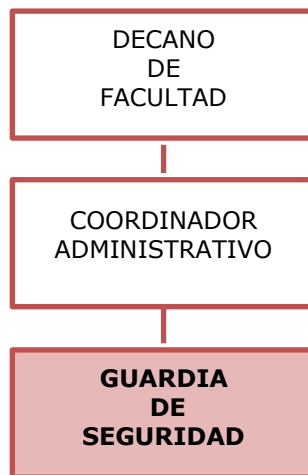 DECANO
DE
FACULTAD
COORDINADOR
ADMINISTRATIVO
GUARDIA
DE
SEGURIDAD